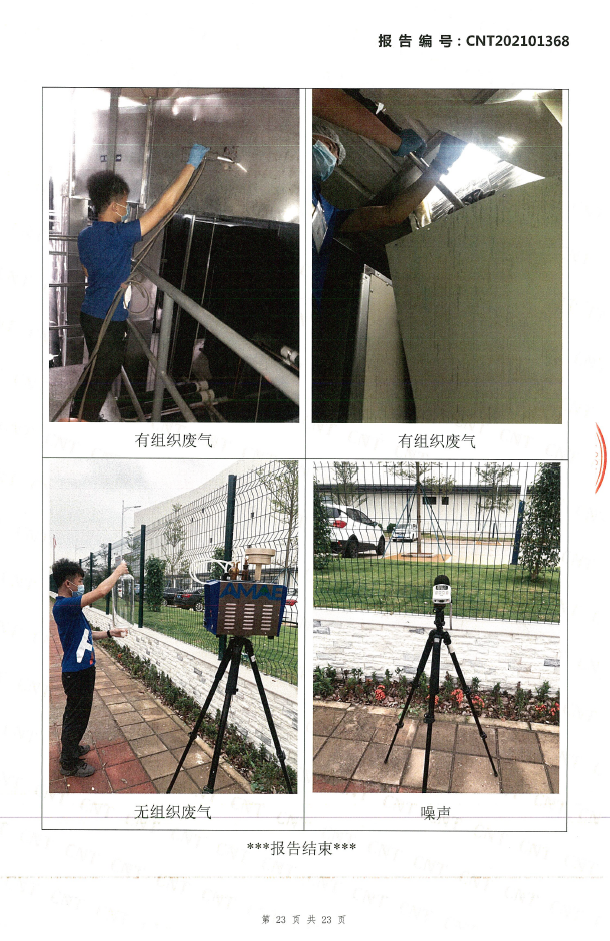 报告编号:CNT202101368
有组织废气
有组织废气
AMAE
无组织废气
噪声
***报告结束***
第 23 页 共 23 页